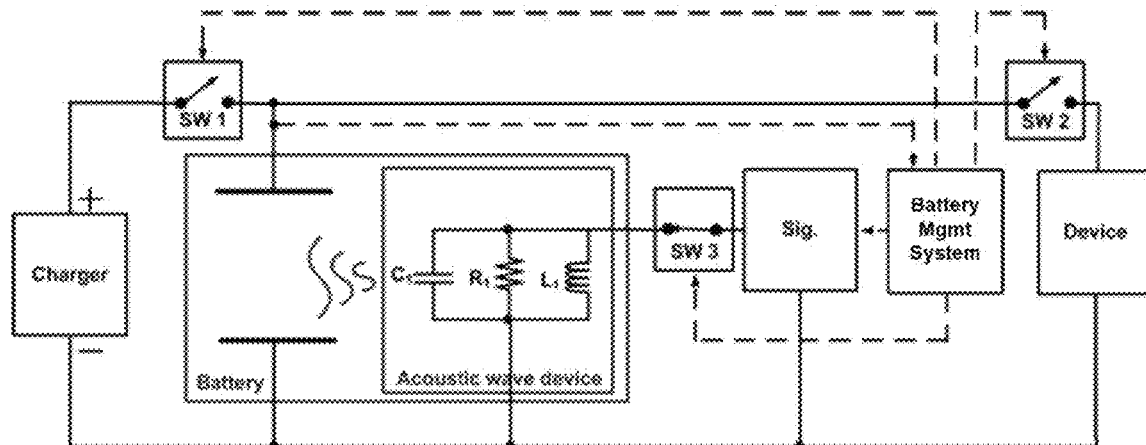 SW 1
SW 2
+
Charger
−
C₁
R₁
L₁
SW 3
Sig.
Battery
Mgmt
System
Device
Battery
Acoustic wave device